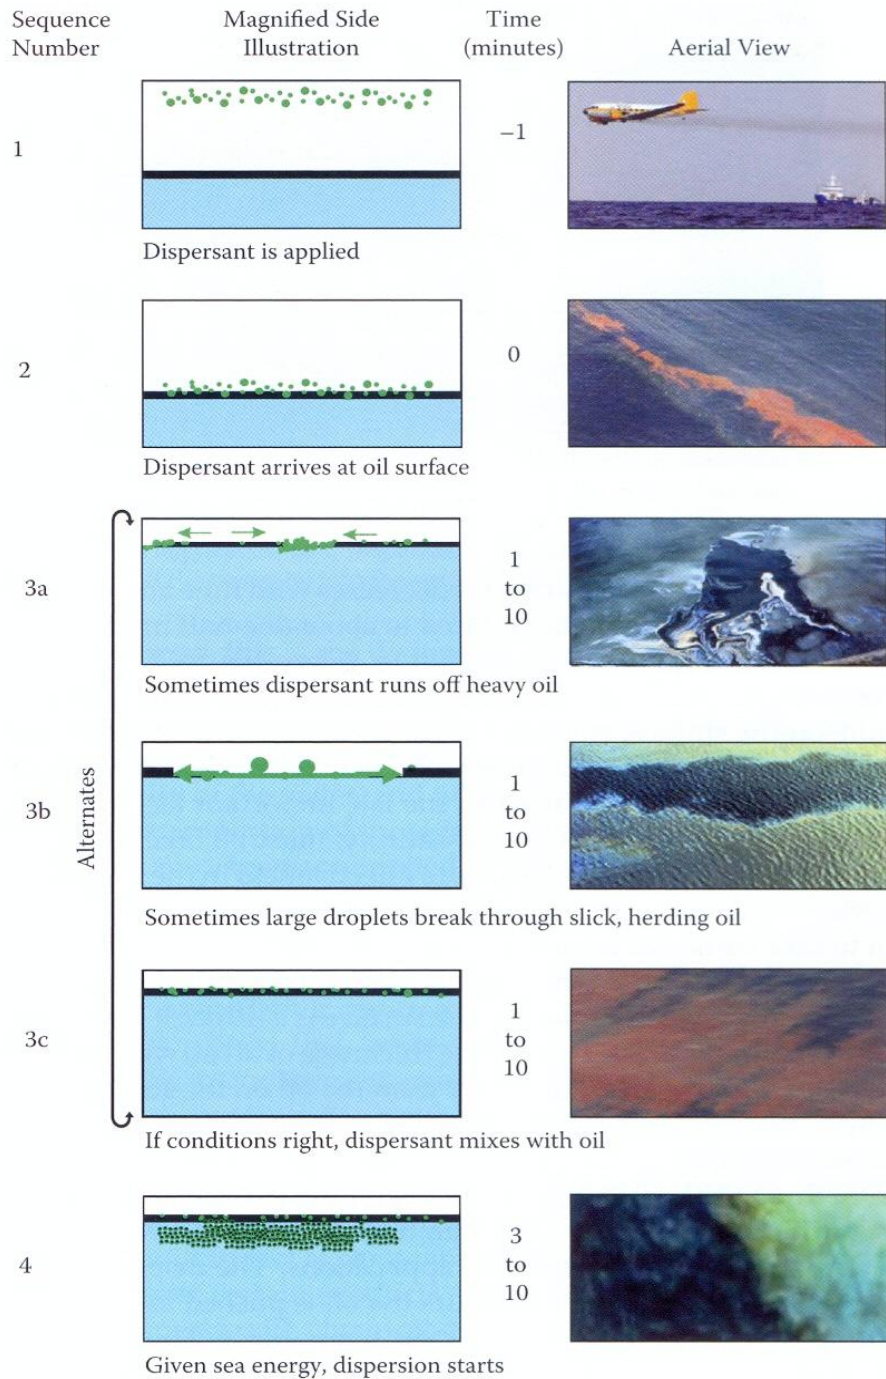 Sequence Number
Magnified Side Illustration
Time (minutes)
Aerial View
1
–1
Dispersant is applied
2
0
Dispersant arrives at oil surface
Alternates
3a
1 to 10
Sometimes dispersant runs off heavy oil
3b
1 to 10
Sometimes large droplets break through slick, herding oil
3c
1 to 10
If conditions right, dispersant mixes with oil
4
3 to 10
Given sea energy, dispersion starts